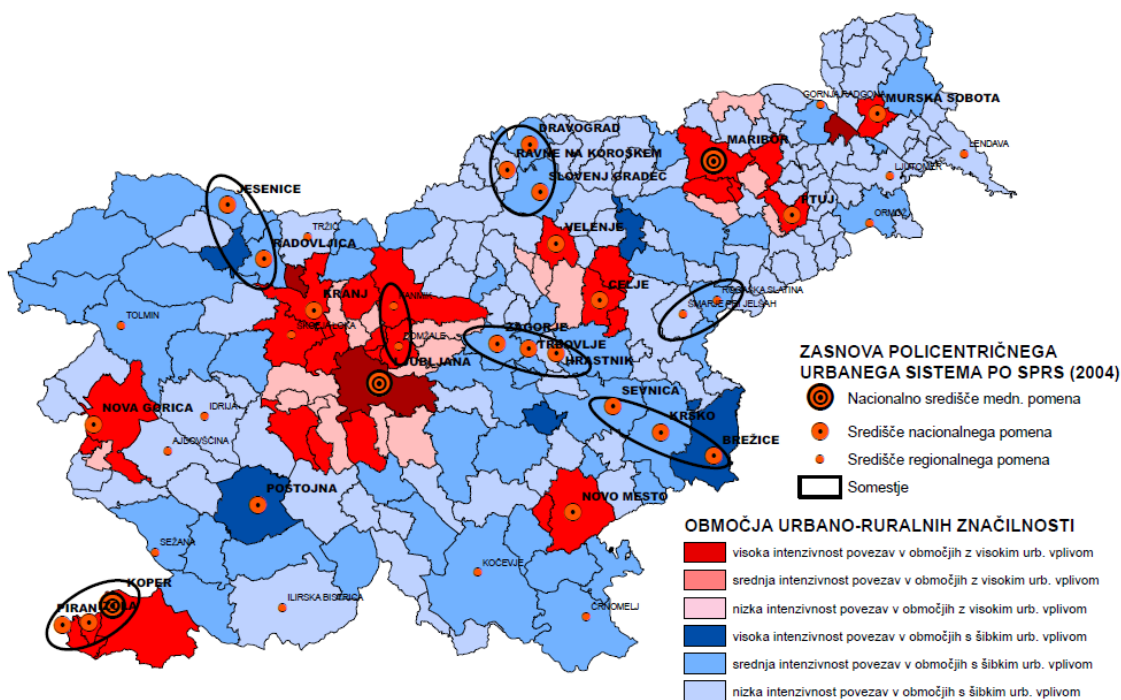 GORNJA RADGONA
MURSKA SOBOTA
DRAVOGRAD
MARIBOR
RAVNE NA KOROŠKEM
LENDAVA
LJUTOMER
SLOVENJ GRADEC
JESENICE
PTUJ
ORMOŽ
TRŽIČ
VELENJE
RADOVLJICA
ROGAŠKA SLATINA
CELJE
KRANJ
KAMNIK
ŠMARJE PRI JELŠAH
TOLMIN
ŠKOFJA LOKA
ZAGORJE
DOMŽALE
TRBOVLJE
HRASTNIK
LJUBLJANA
ZASNOVA POLICENTRIČNEGA
URBANEGA SISTEMA PO SPRS (2004)
Nacionalno središče medn. pomena
Središče nacionalnega pomena
Središče regionalnega pomena
Somestje
SEVNICA
NOVA GORICA
IDRIJA
KRŠKO
BREŽICE
AJDOVŠČINA
POSTOJNA
NOVO MESTO
SEŽANA
KOČEVJE
KOPER
PIRAN
IZOLA
ILIRSKA BISTRICA
ČRNOMELJ
OBMOČJA URBANO-RURALNIH ZNAČILNOSTI
visoka intenzivnost povezav v območjih z visokim urb. vplivom
srednja intenzivnost povezav v območjih z visokim urb. vplivom
nizka intenzivnost povezav v območjih z visokim urb. vplivom
visoka intenzivnost povezav v območjih s šibkim urb. vplivom
srednja intenzivnost povezav v območjih s šibkim urb. vplivom
nizka intenzivnost povezav v območjih s šibkim urb. vplivom